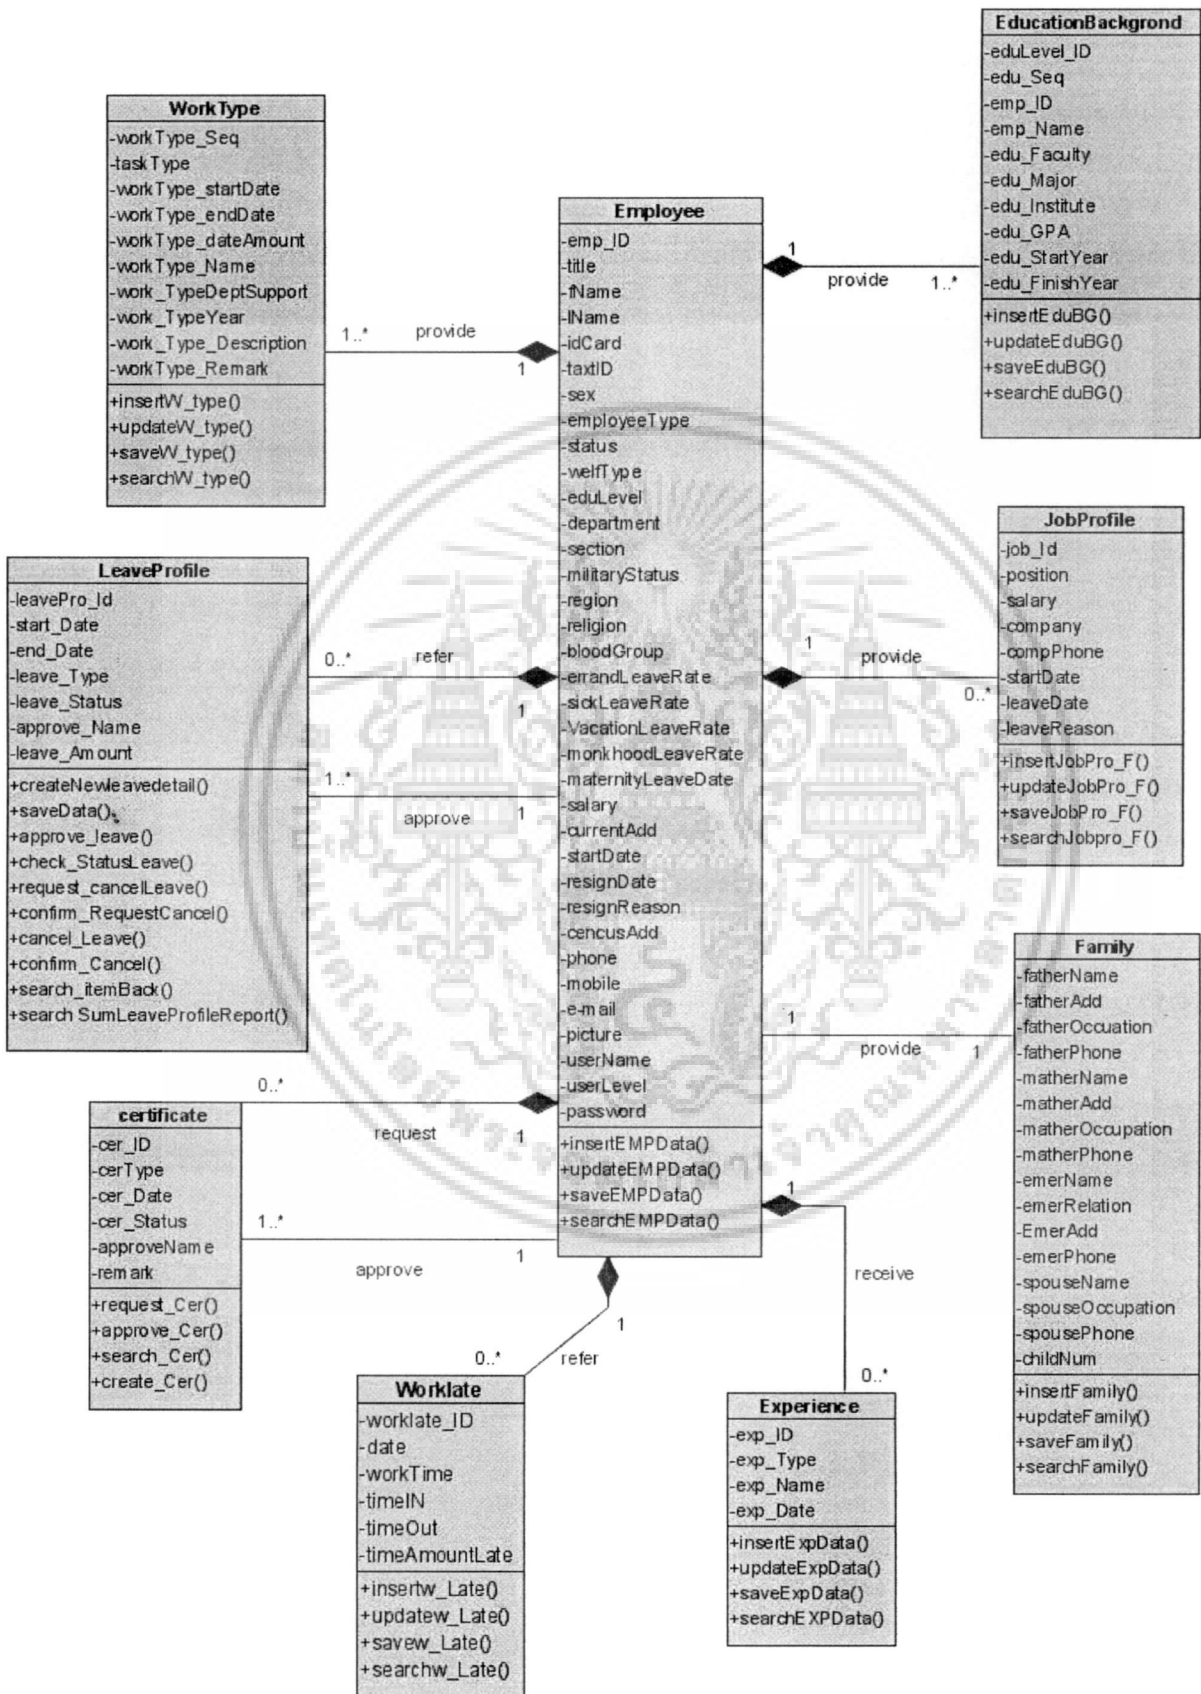 EducationBackgrond
-eduLevel_ID
-edu_Seq
-emp_ID
-emp_Name
-edu_Faculty
-edu_Major
-edu_Institute
-edu_GPA
-edu_StartYear
-edu_FinishYear
+insertEduBG()
+updateEduBG()
+saveEduBG()
+searchEduBG()
WorkType
-workType_Seq
-taskType
-workType_startDate
-workType_endDate
-workType_dateAmount
-workType_Name
-work_TypeDeptSupport
-work_TypeYear
-work_Type_Description
-workType_Remark
+insertW_type()
+updateW_type()
+saveW_type()
+searchW_type()
1..*
provide
1
Employee
-emp_ID
-title
-fName
-lName
-idCard
-taxtID
-sex
-employeeType
-status
-welfType
-eduLevel
-department
-section
-militaryStatus
-region
-religion
-bloodGroup
-errandLeaveRate
-sickLeaveRate
-VacationLeaveRate
-monkhoodLeaveRate
-maternityLeaveDate
-salary
-currentAdd
-startDate
-resignDate
-resignReason
-cencusAdd
-phone
-mobile
-e-mail
-picture
-userName
-userLevel
-password
+insertEMPData()
+updateEMPData()
+saveEMPData()
+searchEMPData()
1
provide
1..*
JobProfile
-job_Id
-position
-salary
-company
-compPhone
-startDate
-leaveDate
-leaveReason
+insertJobPro_F()
+updateJobPro_F()
+saveJobPro_F()
+searchJobpro_F()
1
provide
0..*
LeaveProfile
-leavePro_Id
-start_Date
-end_Date
-leave_Type
-leave_Status
-approve_Name
-leave_Amount
+createNewleavedetail()
+saveData()
+approve_leave()
+check_StatusLeave()
+request_cancelLeave()
+confirm_RequestCancel()
+cancel_Leave()
+confirm_Cancel()
+search_itemBack()
+search SumLeaveProfileReport()
0..*
refer
1
1..*
approve
1
Family
-fatherName
-fatherAdd
-fatherOccuation
-fatherPhone
-matherName
-matherAdd
-matherOccupation
-matherPhone
-emerName
-emerRelation
-EmerAdd
-emerPhone
-spouseName
-spouseOccupation
-spousePhone
-childNum
+insertFamily()
+updateFamily()
+saveFamily()
+searchFamily()
1
provide
1
certificate
-cer_ID
-cerType
-cer_Date
-cer_Status
-approveName
-remark
+request_Cer()
+approve_Cer()
+search_Cer()
+create_Cer()
0..*
request
1
1..*
approve
1
Worklate
-worklate_ID
-date
-workTime
-timeIN
-timeOut
-timeAmountLate
+insertw_Late()
+updatew_Late()
+savew_Late()
+searchw_Late()
0..*
refer
1
Experience
-exp_ID
-exp_Type
-exp_Name
-exp_Date
+insertExpData()
+updateExpData()
+saveExpData()
+searchEXPData()
1
receive
0..*